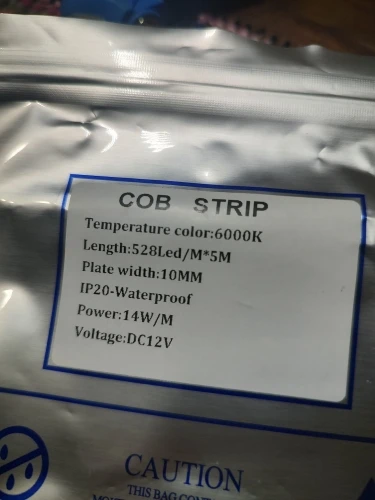 COB STRIP
Temperature color:6000K
Length:528Led/M*5M
Plate width:10MM
IP20-Waterproof
Power:14W/M
Voltage:DC12V
CAUTION
THIS BAG